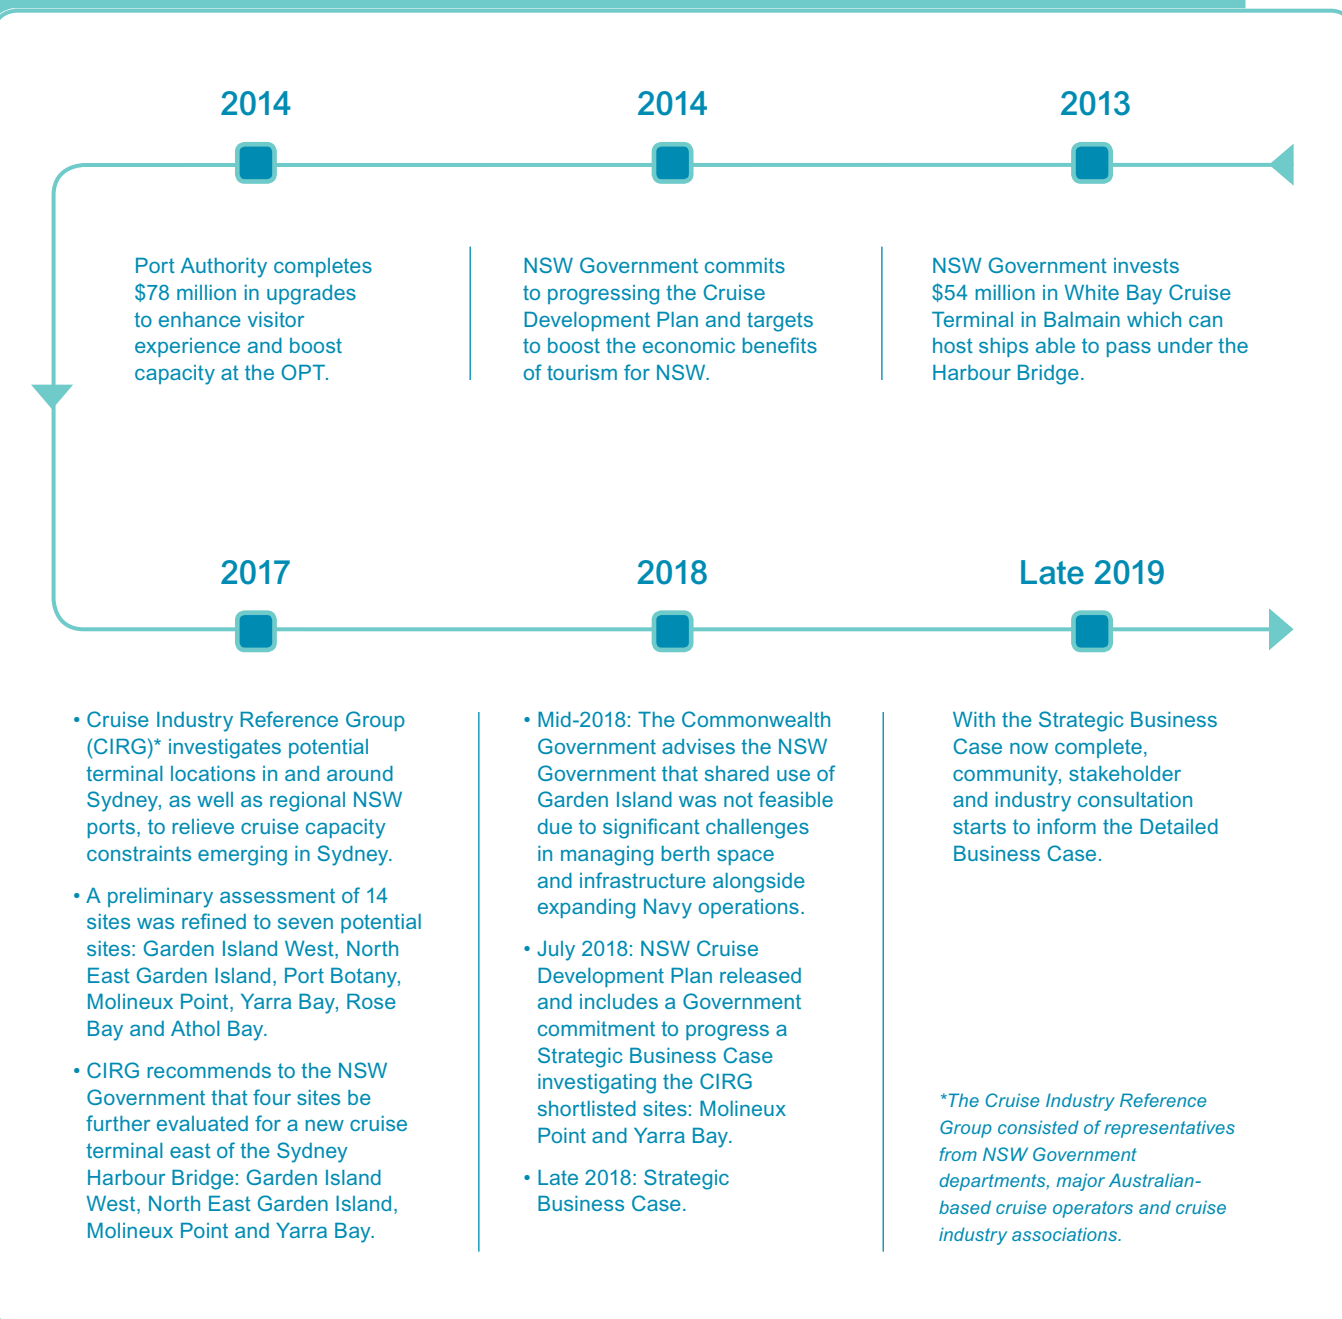 2014
Port Authority completes
$78 million in upgrades
to enhance visitor
experience and boost
capacity at the OPT.
2014
NSW Government commits
to progressing the Cruise
Development Plan and targets
to boost the economic benefits
of tourism for NSW.
2013
NSW Government invests
$54 million in White Bay Cruise
Terminal in Balmain which can
host ships able to pass under the
Harbour Bridge.
2017
• Cruise Industry Reference Group
(CIRG)* investigates potential
terminal locations in and around
Sydney, as well as regional NSW
ports, to relieve cruise capacity
constraints emerging in Sydney.
• A preliminary assessment of 14
sites was refined to seven potential
sites: Garden Island West, North
East Garden Island, Port Botany,
Molineux Point, Yarra Bay, Rose
Bay and Athol Bay.
• CIRG recommends to the NSW
Government that four sites be
further evaluated for a new cruise
terminal east of the Sydney
Harbour Bridge: Garden Island
West, North East Garden Island,
Molineux Point and Yarra Bay.
2018
• Mid-2018: The Commonwealth
Government advises the NSW
Government that shared use of
Garden Island was not feasible
due to significant challenges
in managing berth space
and infrastructure alongside
expanding Navy operations.
• July 2018: NSW Cruise
Development Plan released
and includes a Government
commitment to progress a
Strategic Business Case
investigating the CIRG
shortlisted sites: Molineux
Point and Yarra Bay.
• Late 2018: Strategic
Business Case.
Late 2019
With the Strategic Business
Case now complete,
community, stakeholder
and industry consultation
starts to inform the Detailed
Business Case.
*The Cruise Industry Reference
Group consisted of representatives
from NSW Government
departments, major Australian-
based cruise operators and cruise
industry associations.